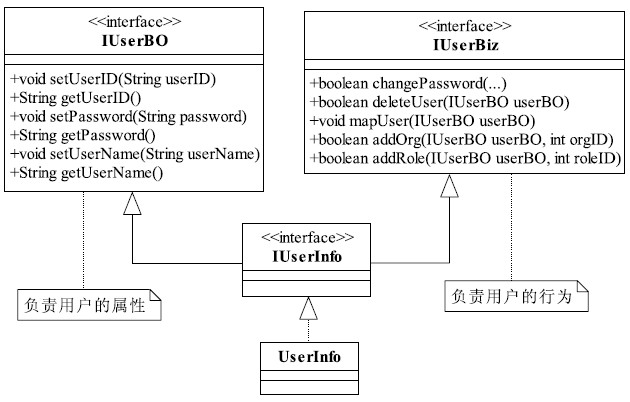 <<interface>>
IUserBO
+void setUserID(String userID)
+String getUserID()
+void setPassword(String password)
+String getPassword()
+void setUserName(String userName)
+String getUserName()
<<interface>>
IUserBiz
+boolean changePassword(...)
+boolean deleteUser(IUserBO userBO)
+void mapUser(IUserBO userBO)
+boolean addOrg(IUserBO userBO, int orgID)
+boolean addRole(IUserBO userBO, int roleID)
<<interface>>
IUserInfo
负责用户的属性
负责用户的行为
UserInfo